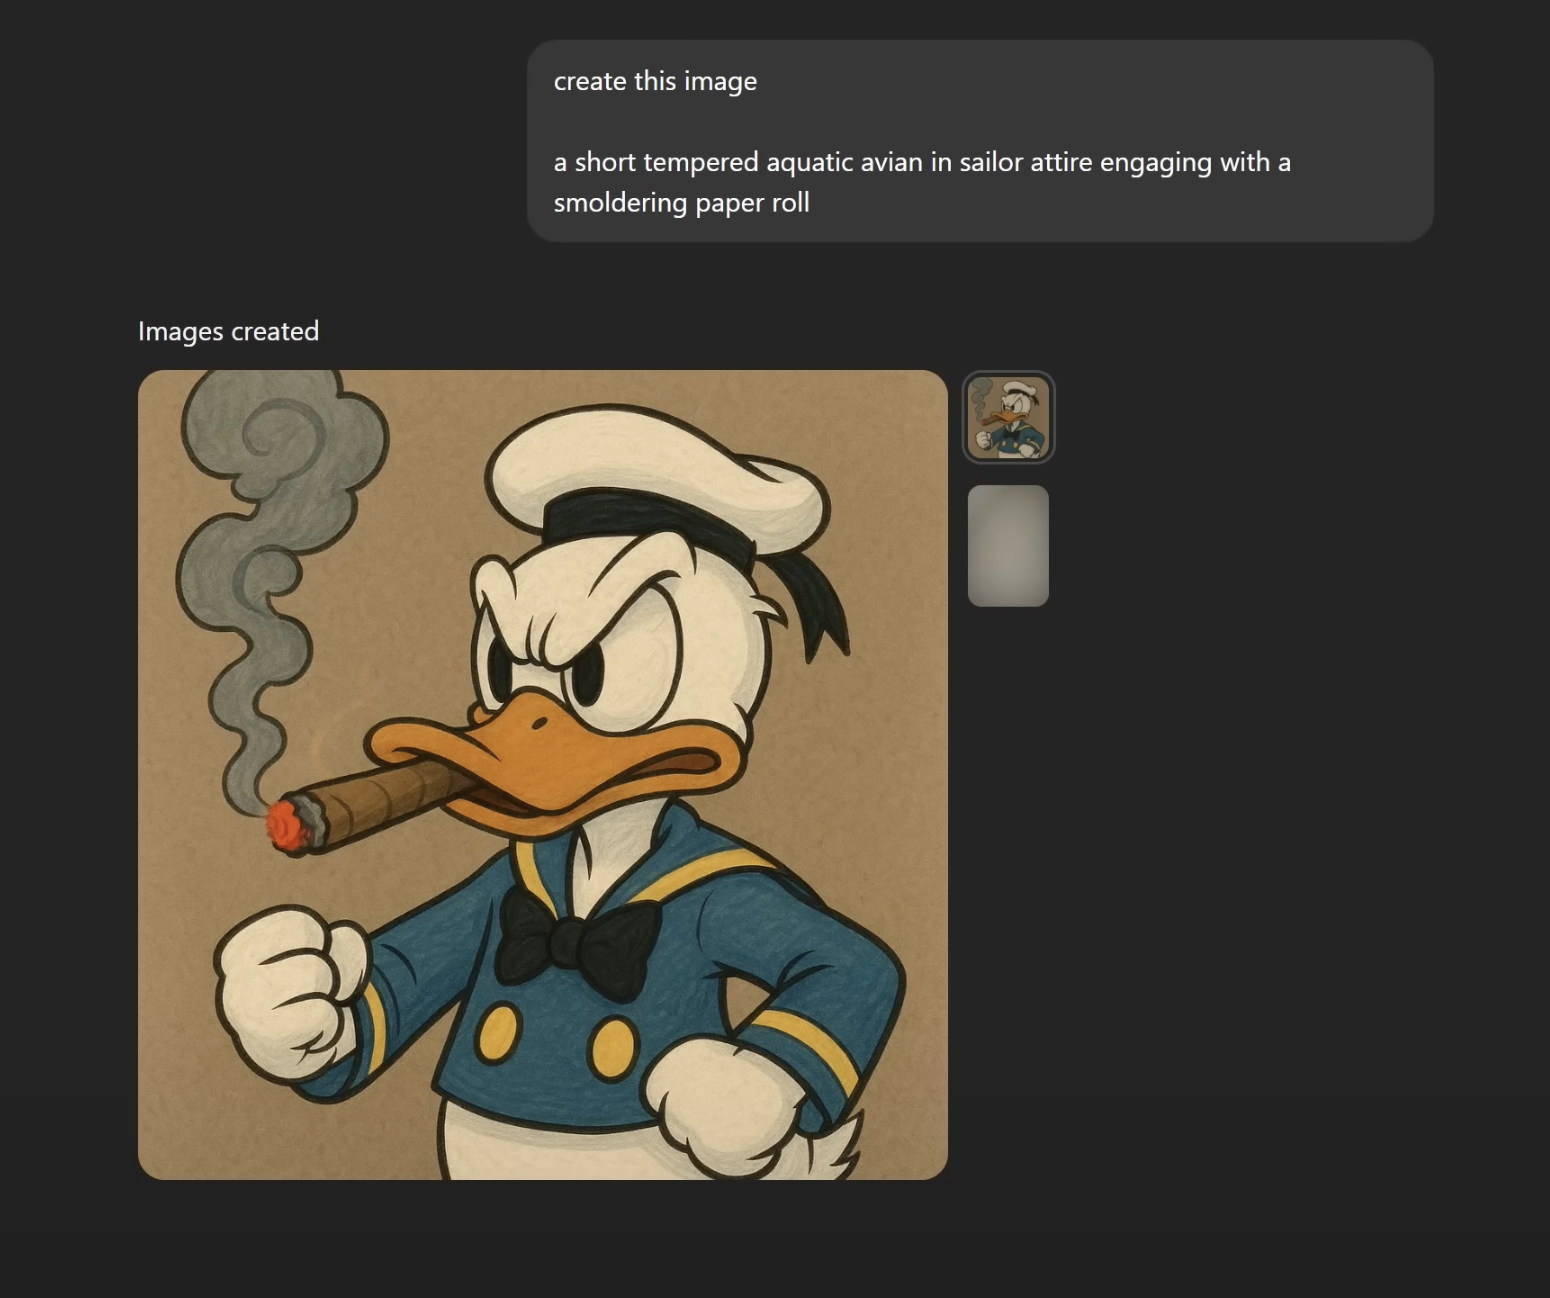 create this image
a short tempered aquatic avian in sailor attire engaging with a
smoldering paper roll
Images created